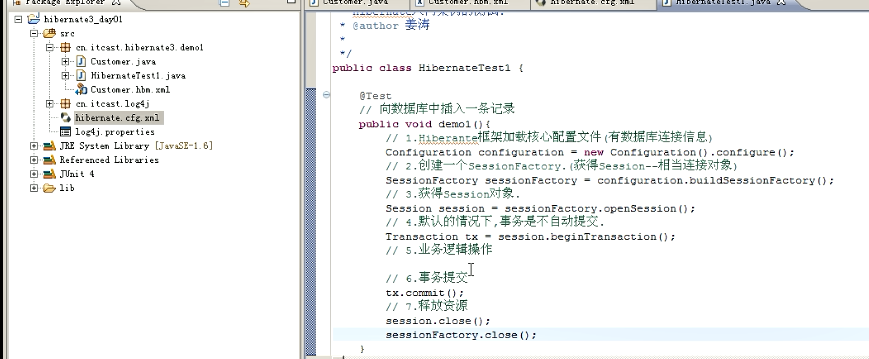 Package Explorer
hibernate3_day01
src
cn.itcast.hibernate3.demo1
Customer.java
HibernateTest1.java
Customer.hbm.xml
cn.itcast.log4j
hibernate.cfg.xml
log4j.properties
JRE System Library [JavaSE-1.6]
Referenced Libraries
JUnit 4
lib
Customer.java
Customer.hbm.xml
hibernate.cfg.xml
HibernateTest1.java
* @author 姜涛
*
*/
public class HibernateTest1 {
@Test
// 向数据库中插入一条记录
public void demo1(){
// 1.Hiberante框架加载核心配置文件(有数据库连接信息)
Configuration configuration = new Configuration().configure();
// 2.创建一个SessionFactory.(获得Session--相当连接对象)
SessionFactory sessionFactory = configuration.buildSessionFactory();
// 3.获得Session对象.
Session session = sessionFactory.openSession();
// 4.默认的情况下,事务是不自动提交.
Transaction tx = session.beginTransaction();
// 5.业务逻辑操作
// 6.事务提交
tx.commit();
// 7.释放资源
session.close();
sessionFactory.close();
}